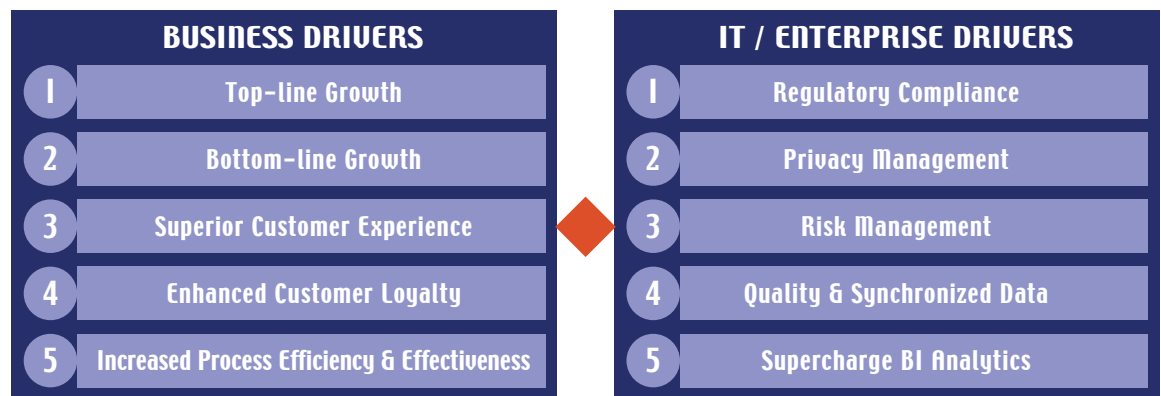 BUSINESS DRIVERS
1 Top-line Growth
2 Bottom-line Growth
3 Superior Customer Experience
4 Enhanced Customer Loyalty
5 Increased Process Efficiency & Effectiveness
IT / ENTERPRISE DRIVERS
1 Regulatory Compliance
2 Privacy Management
3 Risk Management
4 Quality & Synchronized Data
5 Supercharge BI Analytics